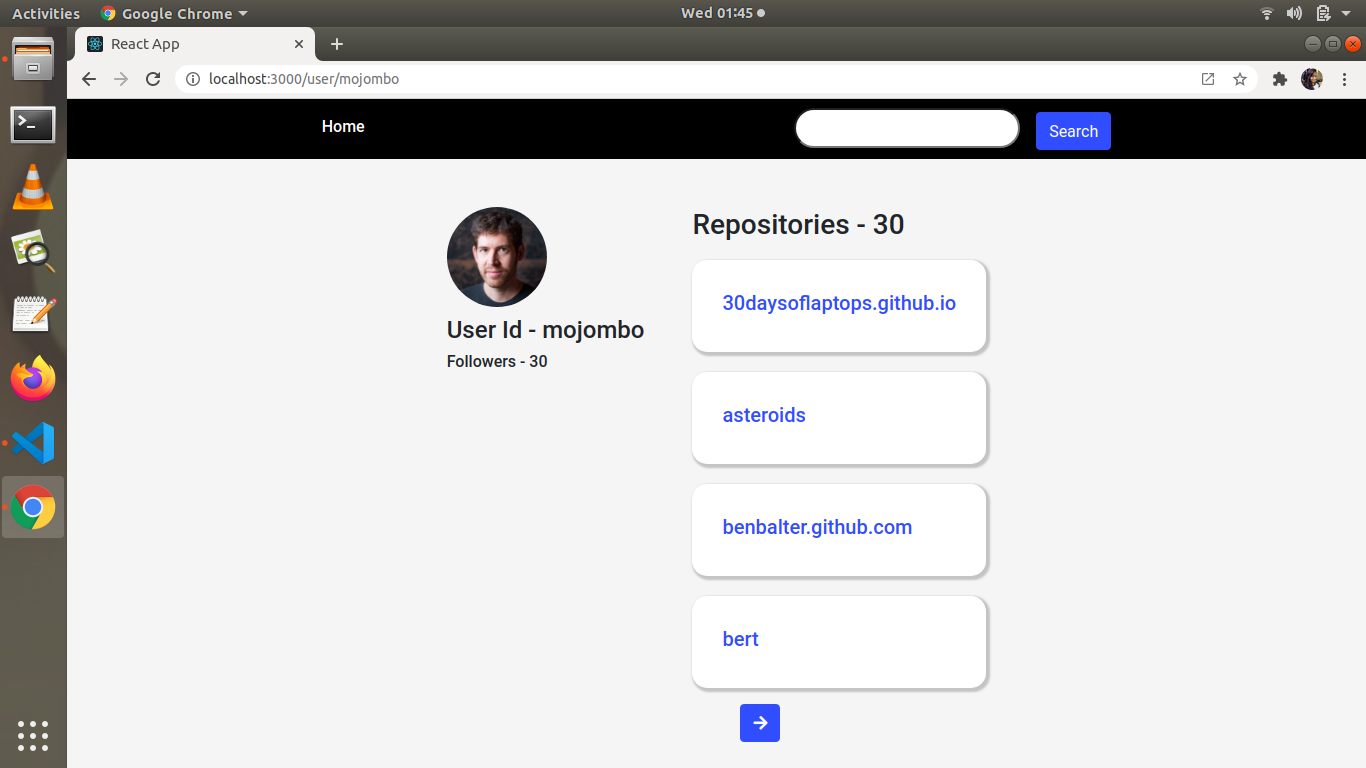 Activities
Google Chrome
Wed 01:45
React App
localhost:3000/user/mojombo
Home
Search
User Id - mojombo
Followers - 30
Repositories - 30
30daysoflaptops.github.io
asteroids
benbalter.github.com
bert